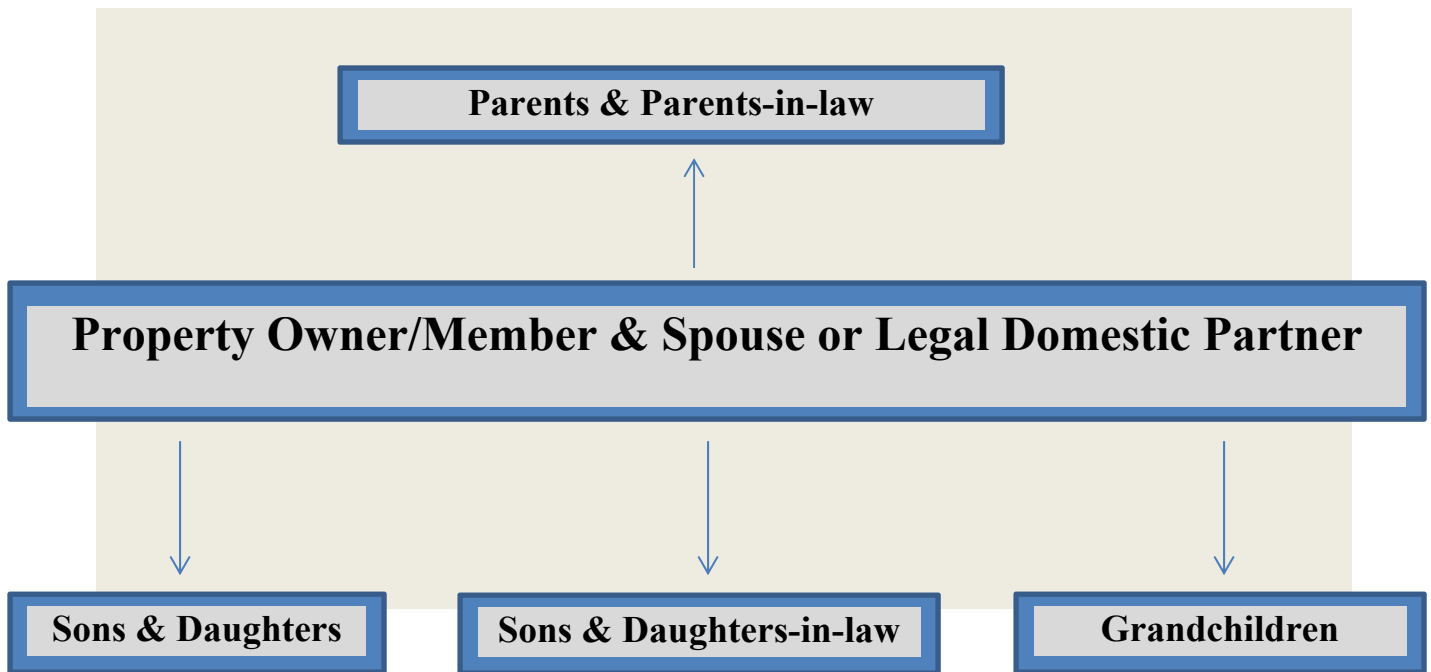 Parents & Parents-in-law
Property Owner/Member & Spouse or Legal Domestic Partner
Sons & Daughters
Sons & Daughters-in-law
Grandchildren